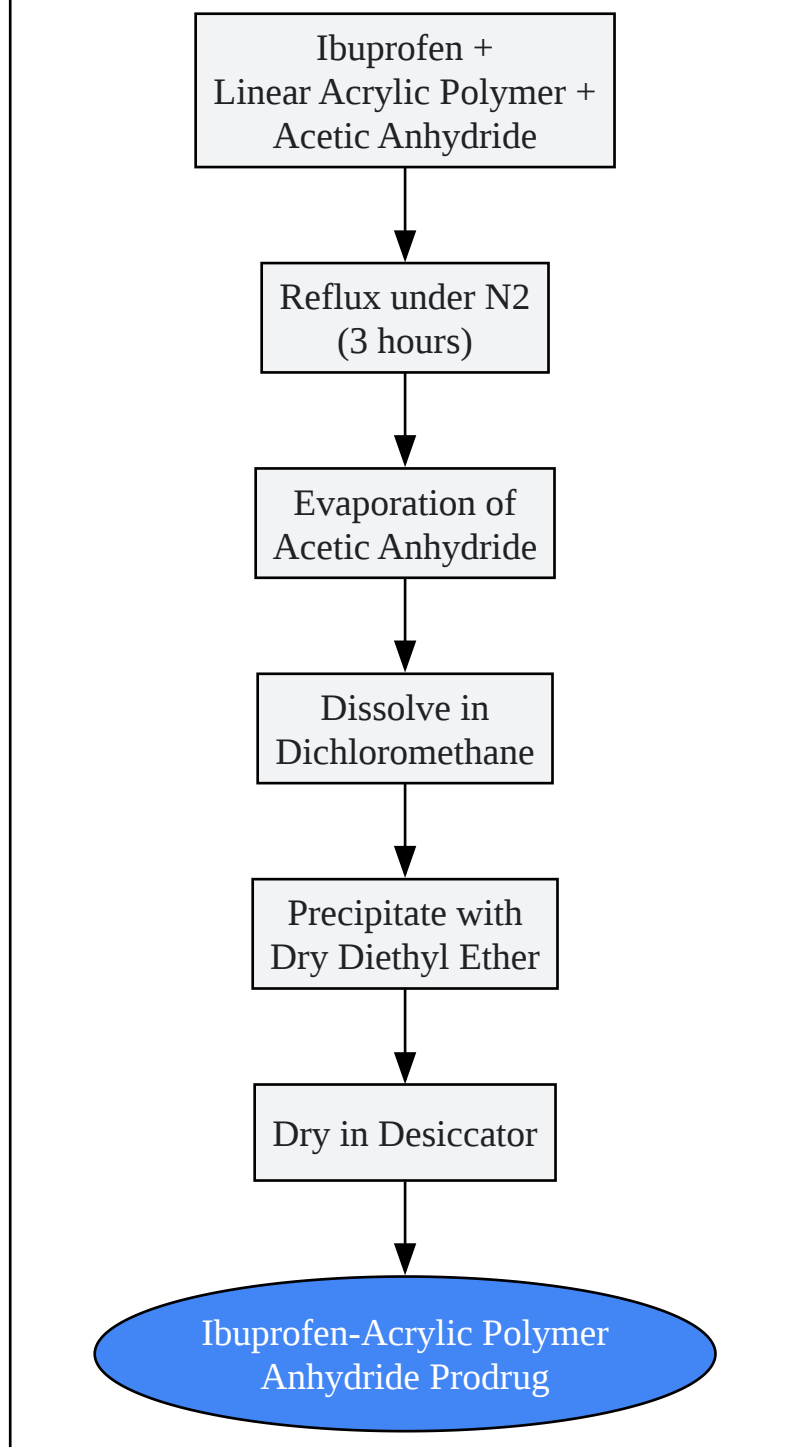 Ibuprofen +
Linear Acrylic Polymer +
Acetic Anhydride
Reflux under N2
(3 hours)
Evaporation of
Acetic Anhydride
Dissolve in
Dichloromethane
Precipitate with
Dry Diethyl Ether
Dry in Desiccator
Ibuprofen-Acrylic Polymer
Anhydride Prodrug